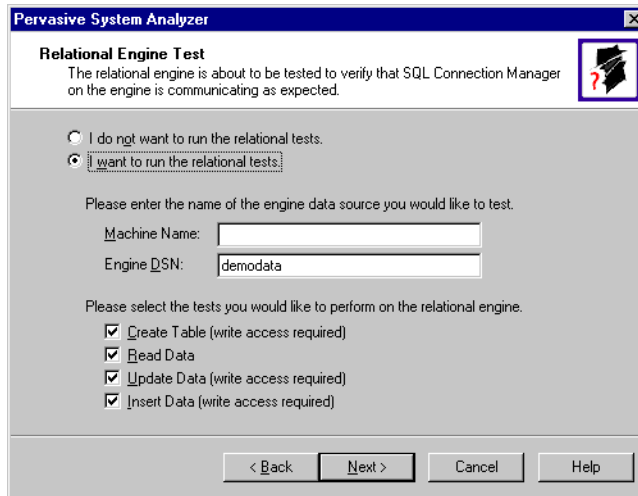 Pervasive System Analyzer
Relational Engine Test
The relational engine is about to be tested to verify that SQL Connection Manager
on the engine is communicating as expected.
?
I do not want to run the relational tests.
I want to run the relational tests.
Please enter the name of the engine data source you would like to test.
Machine Name:
Engine DSN: demodata
Please select the tests you would like to perform on the relational engine.
Create Table (write access required)
Read Data
Update Data (write access required)
Insert Data (write access required)
< Back Next > Cancel Help